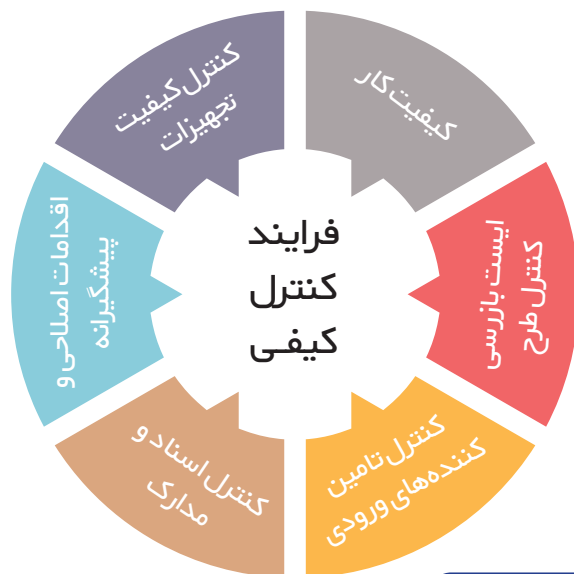 فرایند
کنترل
کیفی
کیفیت کار
ایست بازرسی
کنترل طرح
کنترل تامین
کننده‌های ورودی
کنترل اسناد و
مدارک
اقدامات اصلاحی و
پیشگیرانه
کنترل کیفیت
تجهیزات